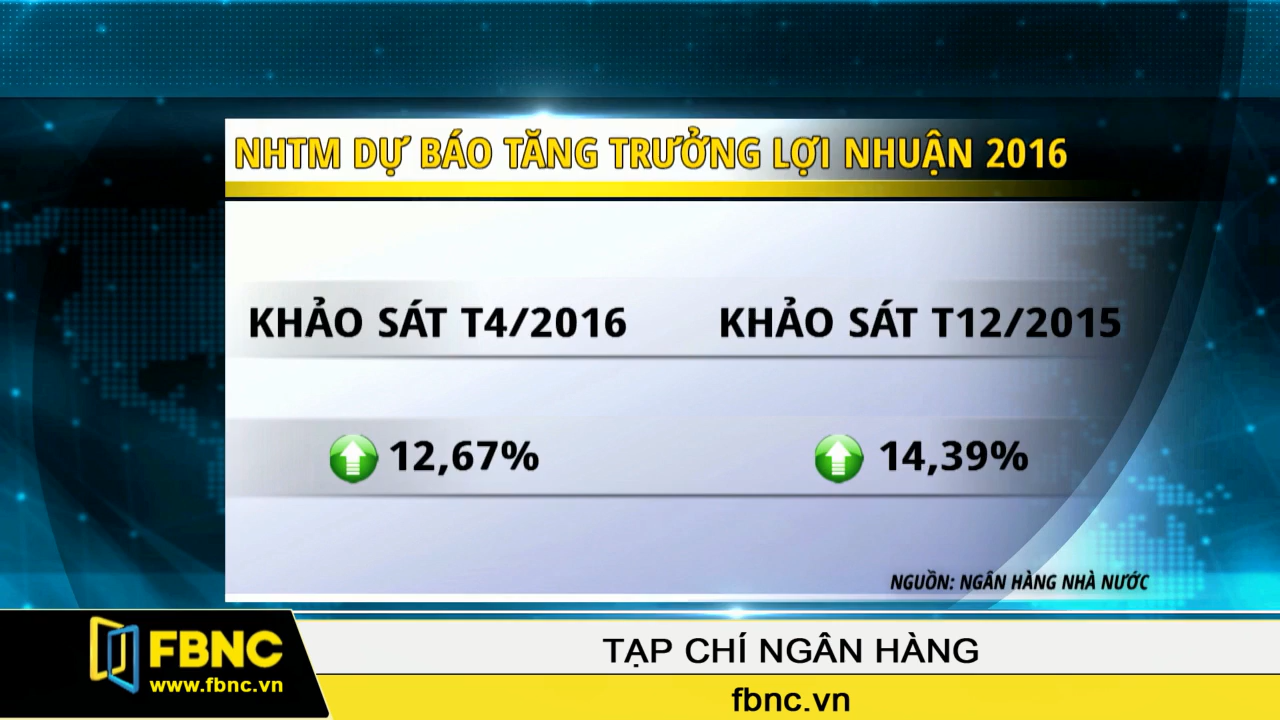 NHTM DỰ BÁO TĂNG TRƯỞNG LỢI NHUẬN 2016
KHẢO SÁT T4/2016
KHẢO SÁT T12/2015
12,67%
14,39%
NGUỒN: NGÂN HÀNG NHÀ NƯỚC
FBNC
www.fbnc.vn
TẠP CHÍ NGÂN HÀNG
fbnc.vn